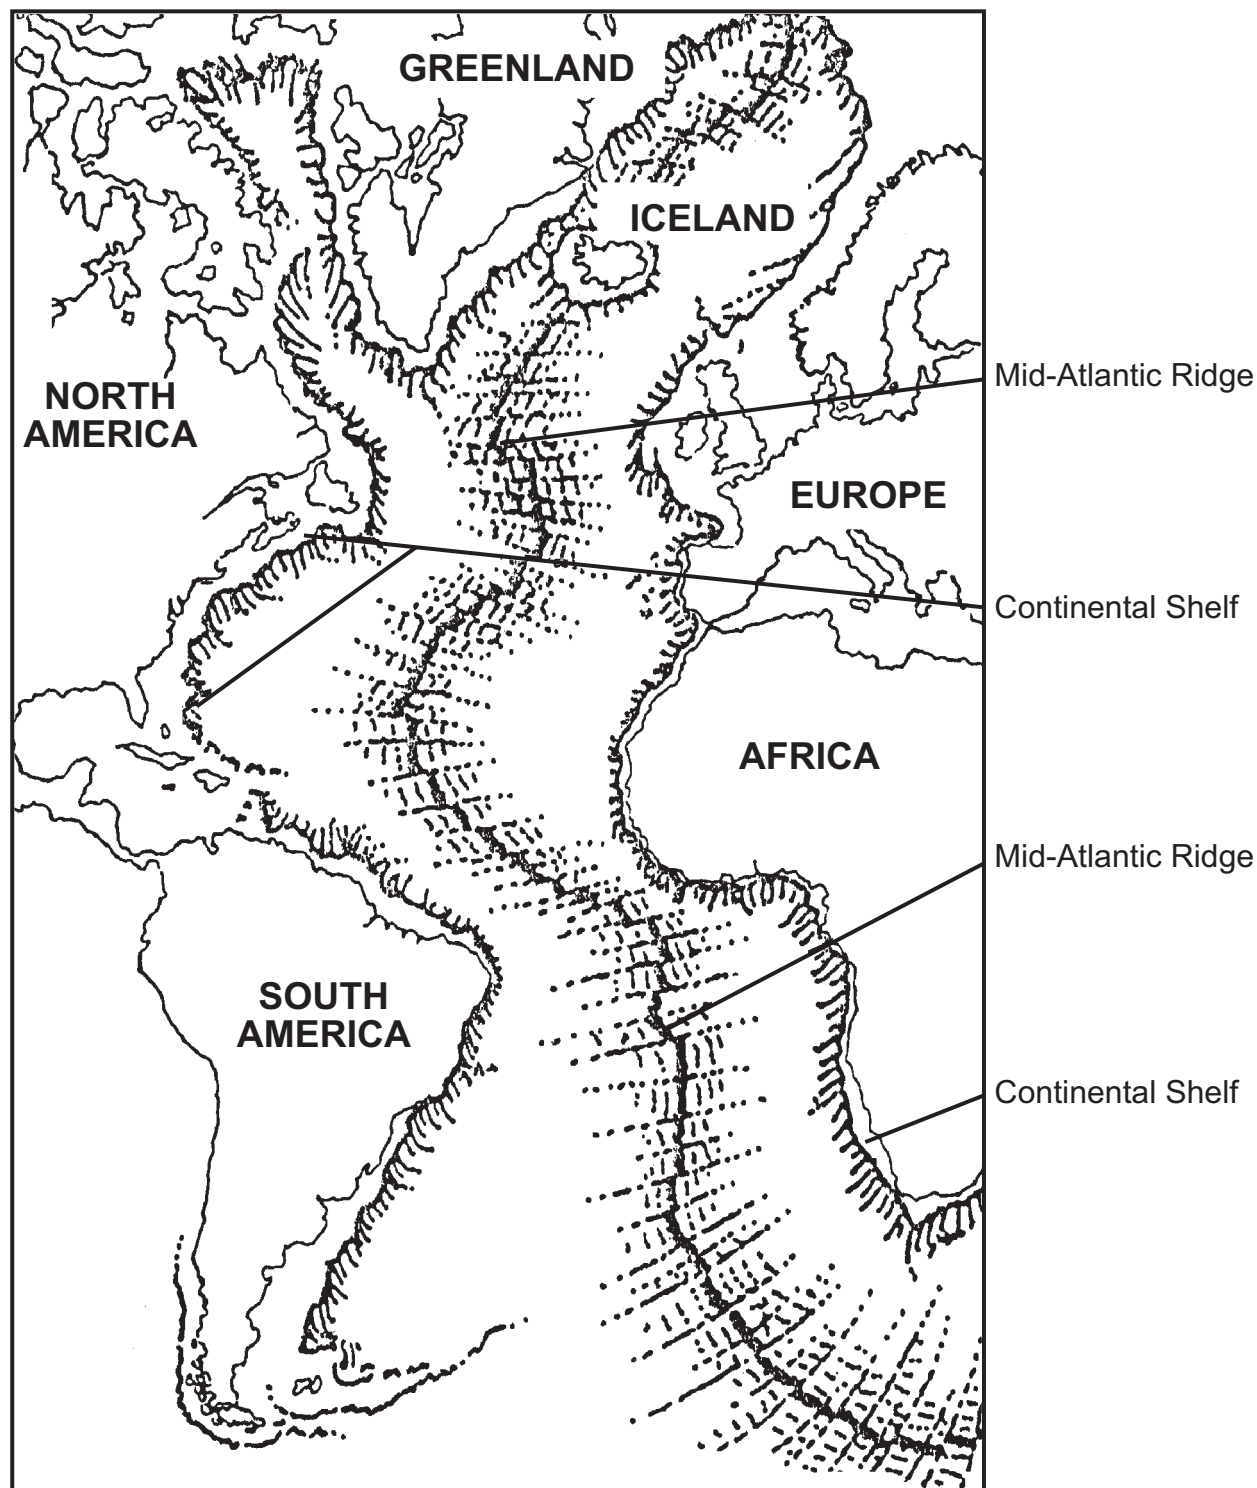 GREENLAND
ICELAND
NORTH
AMERICA
Mid-Atlantic Ridge
EUROPE
Continental Shelf
AFRICA
Mid-Atlantic Ridge
SOUTH
AMERICA
Continental Shelf